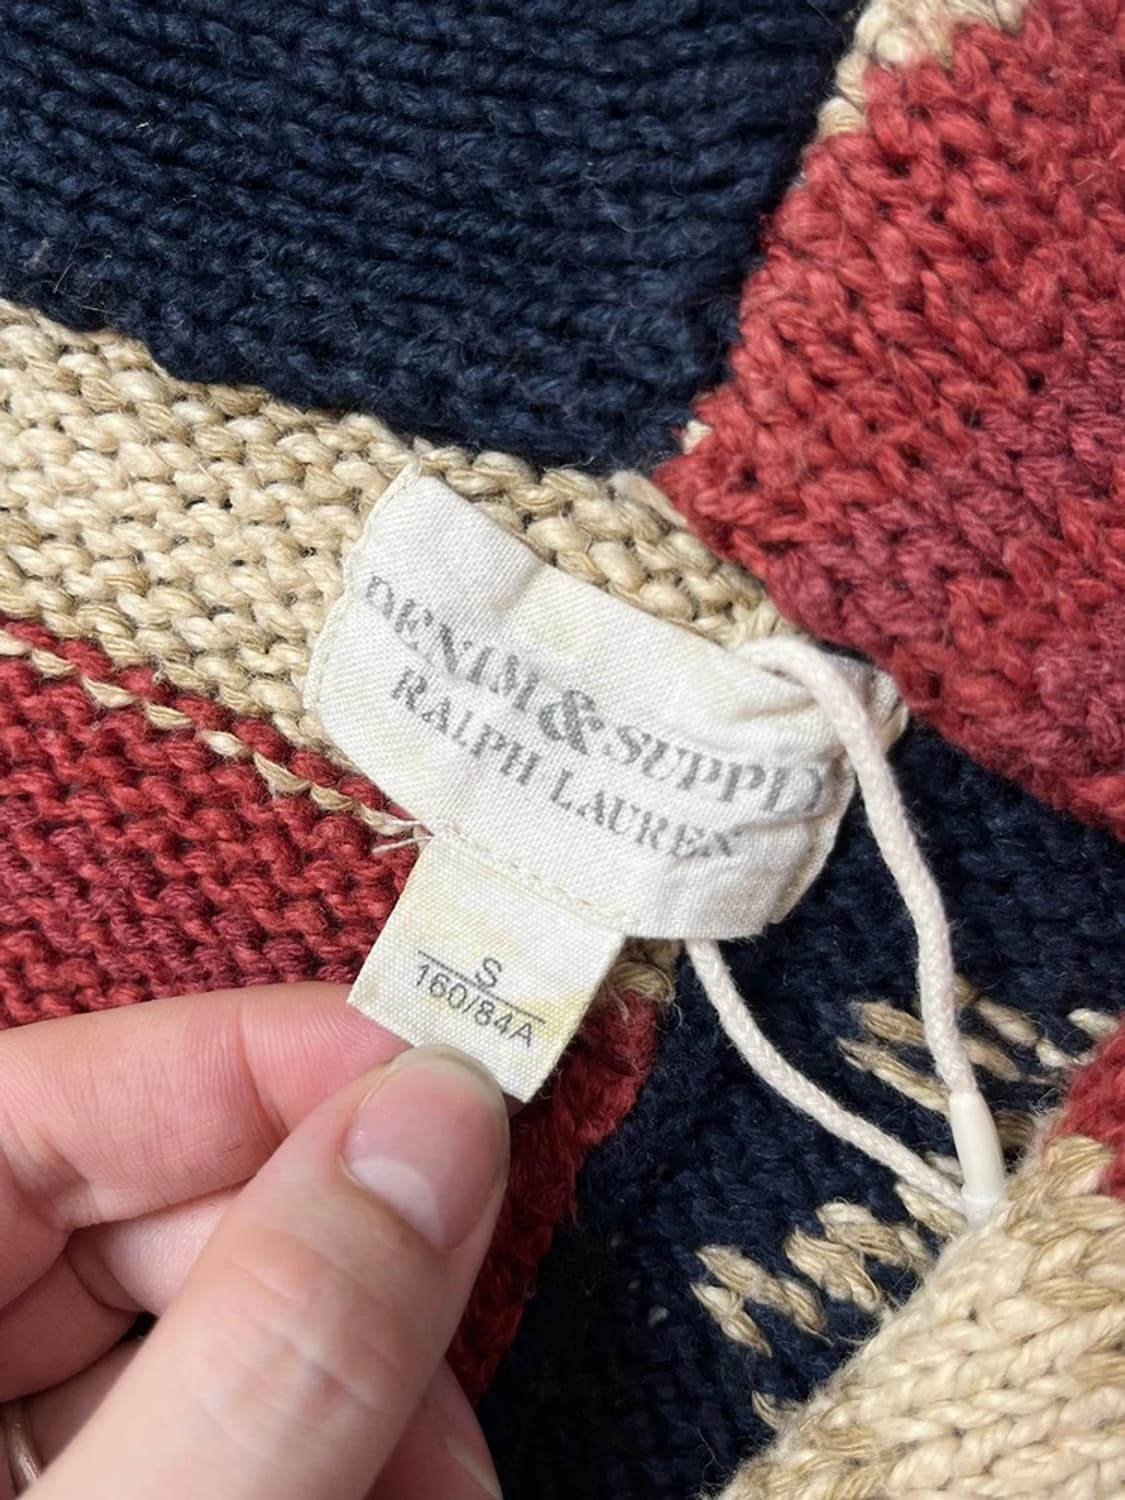 DENIM & SUPPLY
RALPH LAUREN
S
160/84A